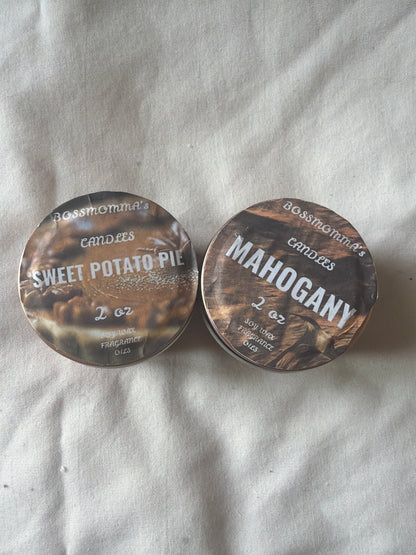 BOSSMOMMA's
CANDLES
SWEET POTATO PIE
2 oz
SOY WAX
FRAGRANCE
OILS
BOSSMOMMA's
CANDLES
MAHOGANY
2 oz
SOY WAX
FRAGRANCE
OILS